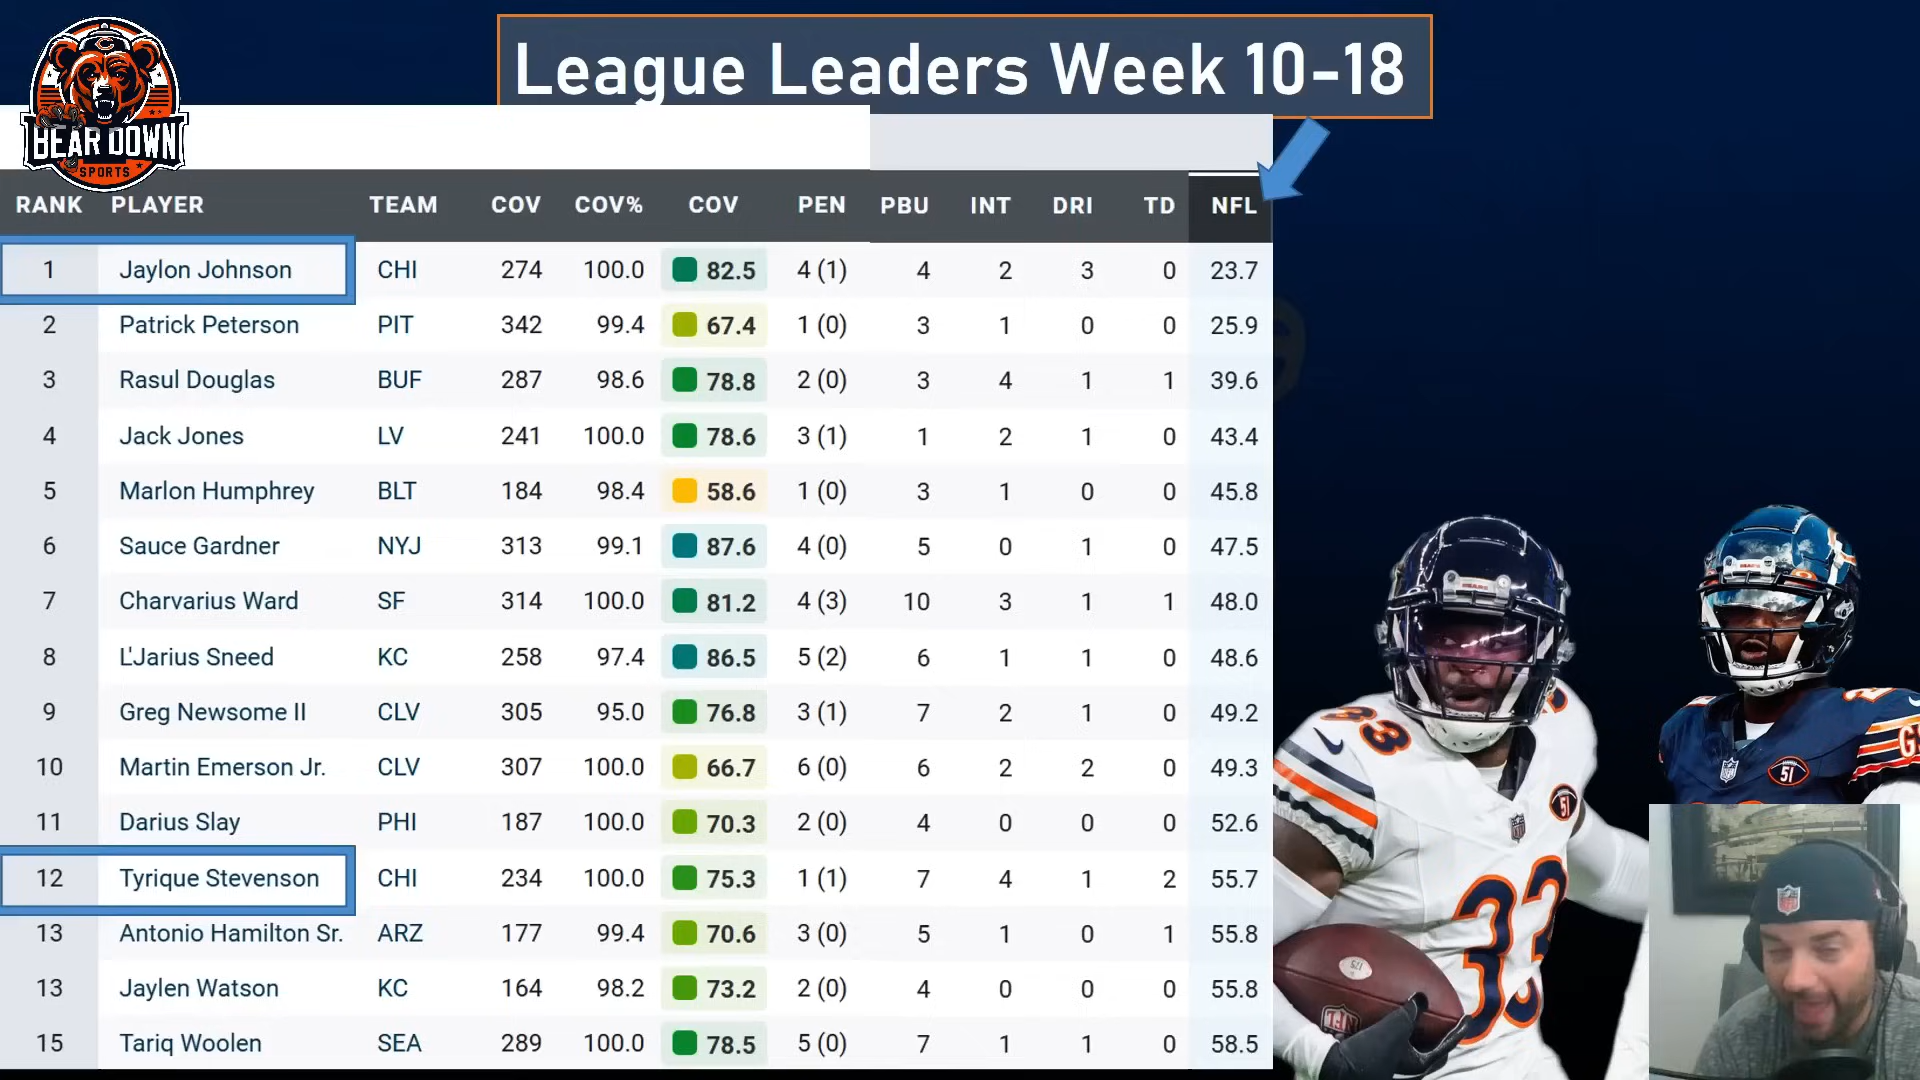 League Leaders Week 10-18
BEAR DOWN
SPORTS
RANK PLAYER TEAM COV COV% COV PEN PBU INT DRI TD NFL
1 Jaylon Johnson CHI 274 100.0 82.5 4 (1) 4 2 3 0 23.7
2 Patrick Peterson PIT 342 99.4 67.4 1 (0) 3 1 0 0 25.9
3 Rasul Douglas BUF 287 98.6 78.8 2 (0) 3 4 1 1 39.6
4 Jack Jones LV 241 100.0 78.6 3 (1) 1 2 1 0 43.4
5 Marlon Humphrey BLT 184 98.4 58.6 1 (0) 3 1 0 0 45.8
6 Sauce Gardner NYJ 313 99.1 87.6 4 (0) 5 0 1 0 47.5
7 Charvarius Ward SF 314 100.0 81.2 4 (3) 10 3 1 1 48.0
8 L'Jarius Sneed KC 258 97.4 86.5 5 (2) 6 1 1 0 48.6
9 Greg Newsome II CLV 305 95.0 76.8 3 (1) 7 2 1 0 49.2
10 Martin Emerson Jr. CLV 307 100.0 66.7 6 (0) 6 2 2 0 49.3
11 Darius Slay PHI 187 100.0 70.3 2 (0) 4 0 0 0 52.6
12 Tyrique Stevenson CHI 234 100.0 75.3 1 (1) 7 4 1 2 55.7
13 Antonio Hamilton Sr. ARZ 177 99.4 70.6 3 (0) 5 1 0 1 55.8
13 Jaylen Watson KC 164 98.2 73.2 2 (0) 4 0 0 0 55.8
15 Tariq Woolen SEA 289 100.0 78.5 5 (0) 7 1 1 0 58.5
33
51
33
51
NFL